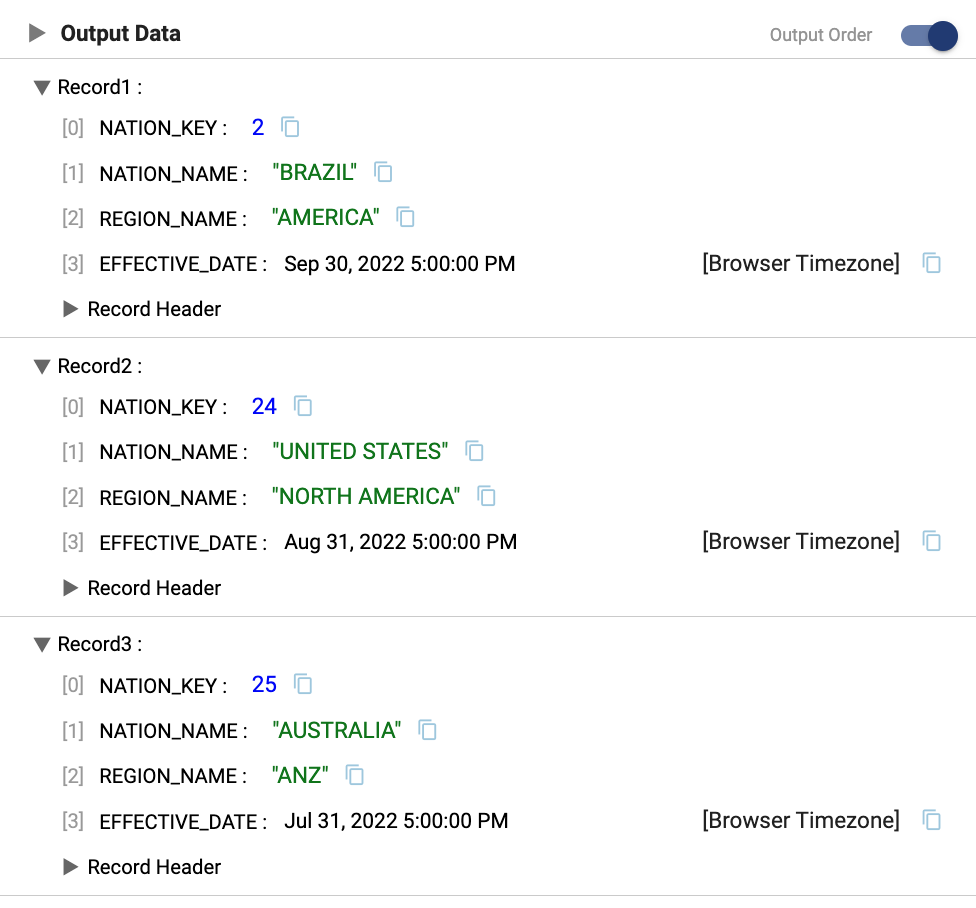 Output Data Output Order
Record1 :
[0] NATION_KEY : 2
[1] NATION_NAME : "BRAZIL"
[2] REGION_NAME : "AMERICA"
[3] EFFECTIVE_DATE : Sep 30, 2022 5:00:00 PM [Browser Timezone]
Record Header
Record2 :
[0] NATION_KEY : 24
[1] NATION_NAME : "UNITED STATES"
[2] REGION_NAME : "NORTH AMERICA"
[3] EFFECTIVE_DATE : Aug 31, 2022 5:00:00 PM [Browser Timezone]
Record Header
Record3 :
[0] NATION_KEY : 25
[1] NATION_NAME : "AUSTRALIA"
[2] REGION_NAME : "ANZ"
[3] EFFECTIVE_DATE : Jul 31, 2022 5:00:00 PM [Browser Timezone]
Record Header